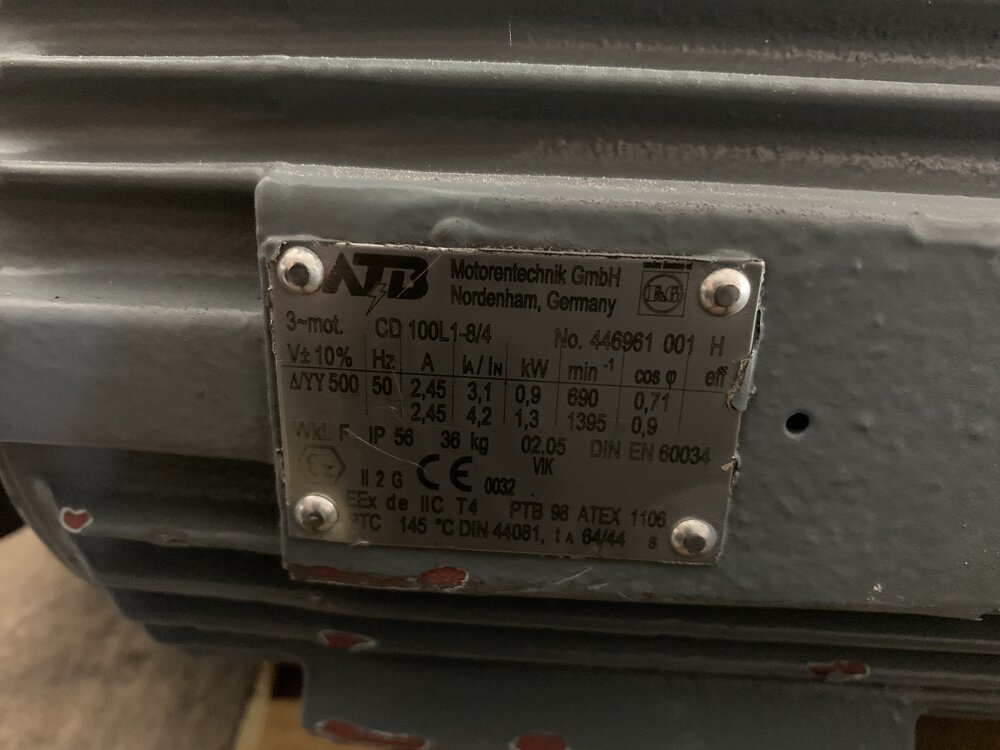 ATB Motorentechnik GmbH
Nordenham, Germany
3~mot. CD 100L1-8/4 No. 446961 001 H
V± 10% Hz A IA / IN kW min -1 cos φ eff
Δ/YY 500 50 2,45 3,1 0,9 690 0,71
2,45 4,2 1,3 1395 0,9
Wkl. F IP 56 36 kg 02.05 DIN EN 60034
VIK
Ex II 2 G CE 0032
EEx de IIC T4 PTB 98 ATEX 1106
PTC 145 °C DIN 44081, t A 64/44 s